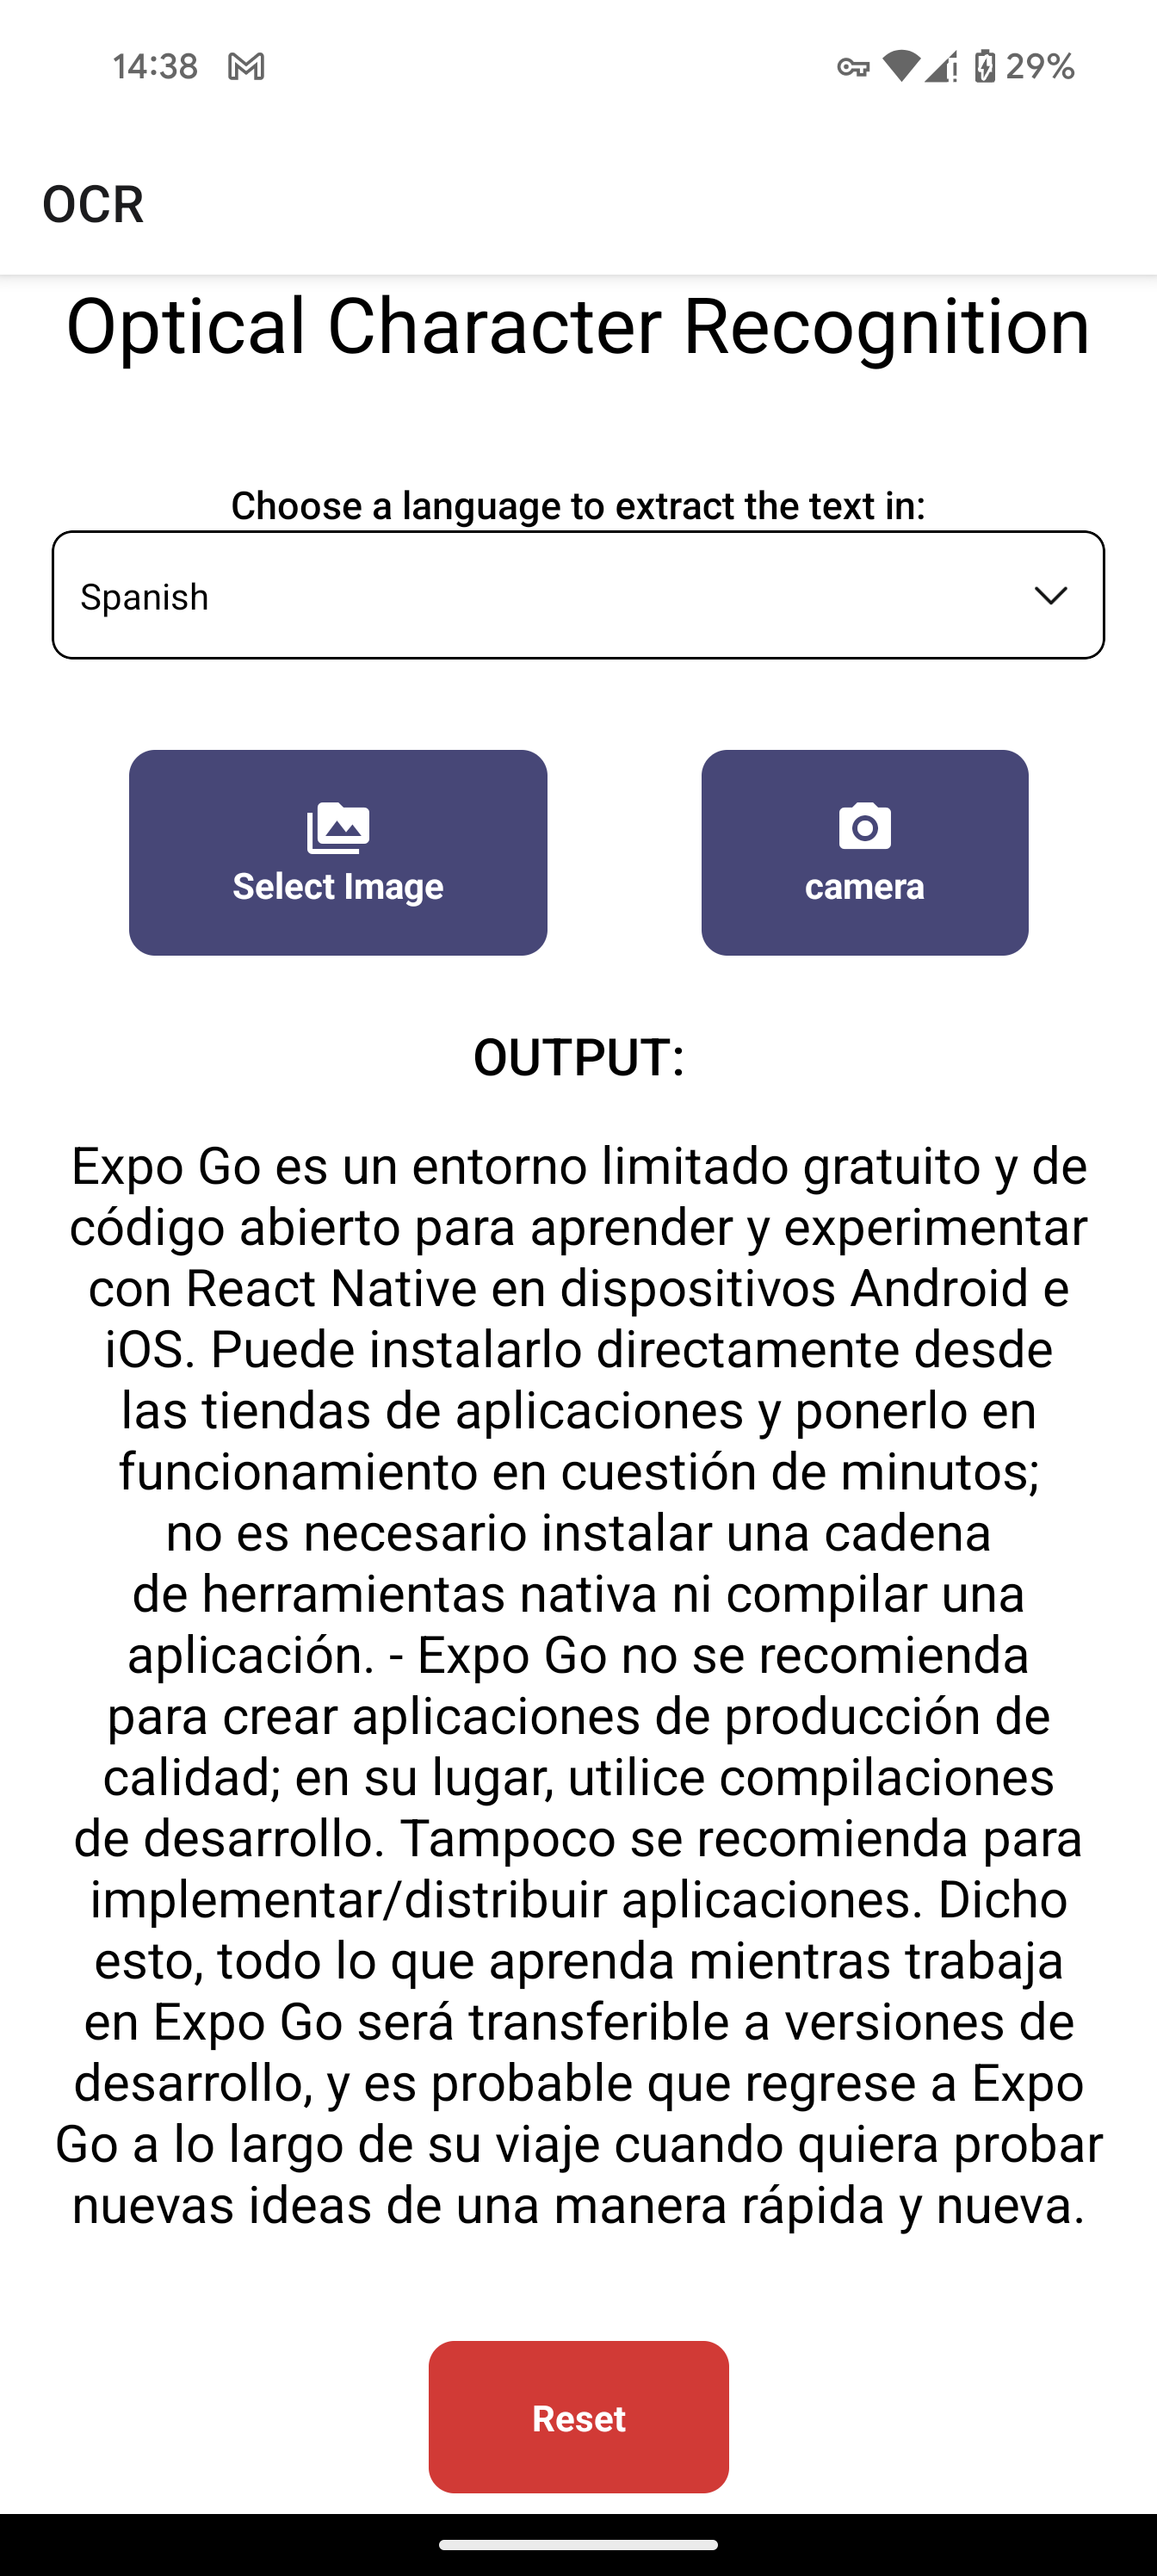 14:38
29%
OCR
Optical Character Recognition
Choose a language to extract the text in:
Spanish
Select Image
camera
OUTPUT:
Expo Go es un entorno limitado gratuito y de
código abierto para aprender y experimentar
con React Native en dispositivos Android e
iOS. Puede instalarlo directamente desde
las tiendas de aplicaciones y ponerlo en
funcionamiento en cuestión de minutos;
no es necesario instalar una cadena
de herramientas nativa ni compilar una
aplicación. - Expo Go no se recomienda
para crear aplicaciones de producción de
calidad; en su lugar, utilice compilaciones
de desarrollo. Tampoco se recomienda para
implementar/distribuir aplicaciones. Dicho
esto, todo lo que aprenda mientras trabaja
en Expo Go será transferible a versiones de
desarrollo, y es probable que regrese a Expo
Go a lo largo de su viaje cuando quiera probar
nuevas ideas de una manera rápida y nueva.
Reset